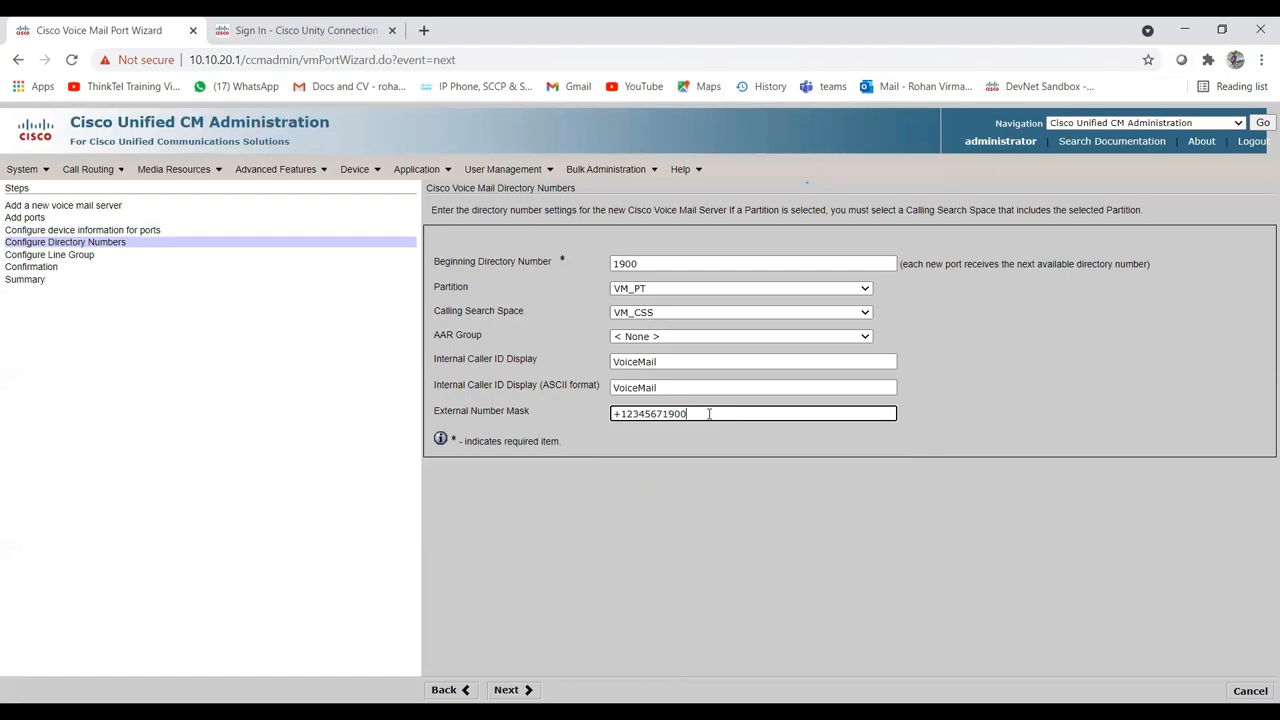 Cisco Voice Mail Port Wizard
Sign In - Cisco Unity Connection
Not secure
10.10.20.1/ccmadmin/vmPortWizard.do?event=next
Apps ThinkTel Training Vi... (17) WhatsApp Docs and CV - roha... IP Phone, SCCP & S... Gmail YouTube Maps History teams Mail - Rohan Virma... DevNet Sandbox -... Reading list
CISCO
Cisco Unified CM Administration
For Cisco Unified Communications Solutions
Navigation Cisco Unified CM Administration Go
administrator Search Documentation About Logout
System Call Routing Media Resources Advanced Features Device Application User Management Bulk Administration Help
Steps
Add a new voice mail server
Add ports
Configure device information for ports
Configure Directory Numbers
Configure Line Group
Confirmation
Summary
Cisco Voice Mail Directory Numbers
Enter the directory number settings for the new Cisco Voice Mail Server If a Partition is selected, you must select a Calling Search Space that includes the selected Partition.
Beginning Directory Number * 1900 (each new port receives the next available directory number)
Partition VM_PT
Calling Search Space VM_CSS
AAR Group < None >
Internal Caller ID Display VoiceMail
Internal Caller ID Display (ASCII format) VoiceMail
External Number Mask +12345671900
* - indicates required item.
Back Next Cancel